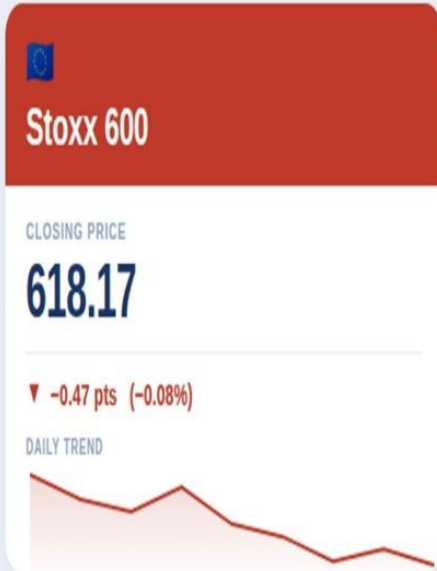 Stoxx 600
CLOSING PRICE
618.17
▼ −0.47 pts (−0.08%)
DAILY TREND